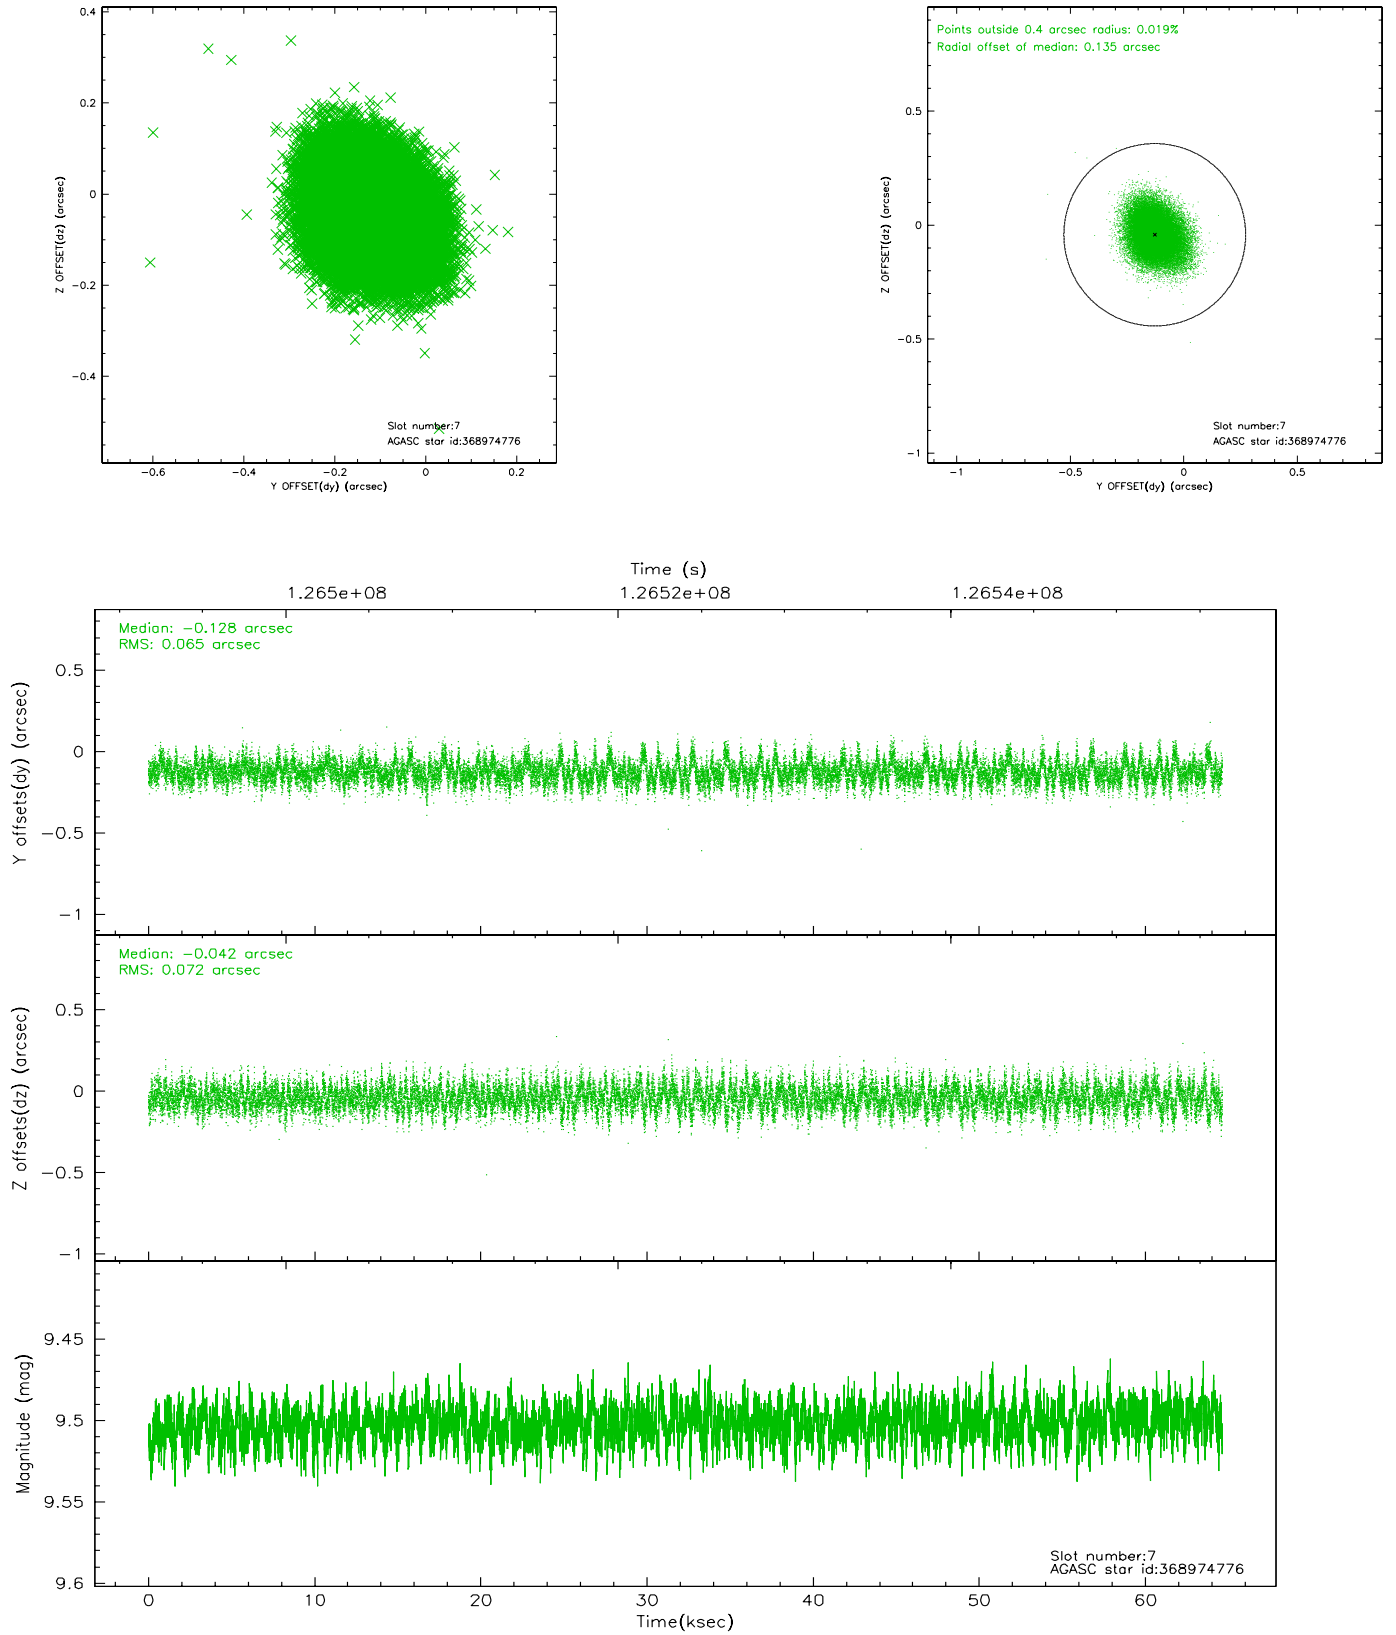 0.4
0.2
0
−0.2
−0.4
Z OFFSET(dz) (arcsec)
Slot number:7
AGASC star id:368974776
−0.6
−0.4
−0.2
0
0.2
Y OFFSET(dy) (arcsec)
Points outside 0.4 arcsec radius: 0.019%
Radial offset of median: 0.135 arcsec
0.5
0
−0.5
−1
Z OFFSET(dz) (arcsec)
Slot number:7
AGASC star id:368974776
−1
−0.5
0
0.5
Y OFFSET(dy) (arcsec)
Time (s)
1.265e+08
1.2652e+08
1.2654e+08
Median: −0.128 arcsec
RMS: 0.065 arcsec
0.5
0
−0.5
−1
Y offsets(dy) (arcsec)
Median: −0.042 arcsec
RMS: 0.072 arcsec
0.5
0
−0.5
−1
Z offsets(dz) (arcsec)
9.45
9.5
9.55
9.6
Magnitude (mag)
Slot number:7
AGASC star id:368974776
0
10
20
30
40
50
60
Time(ksec)